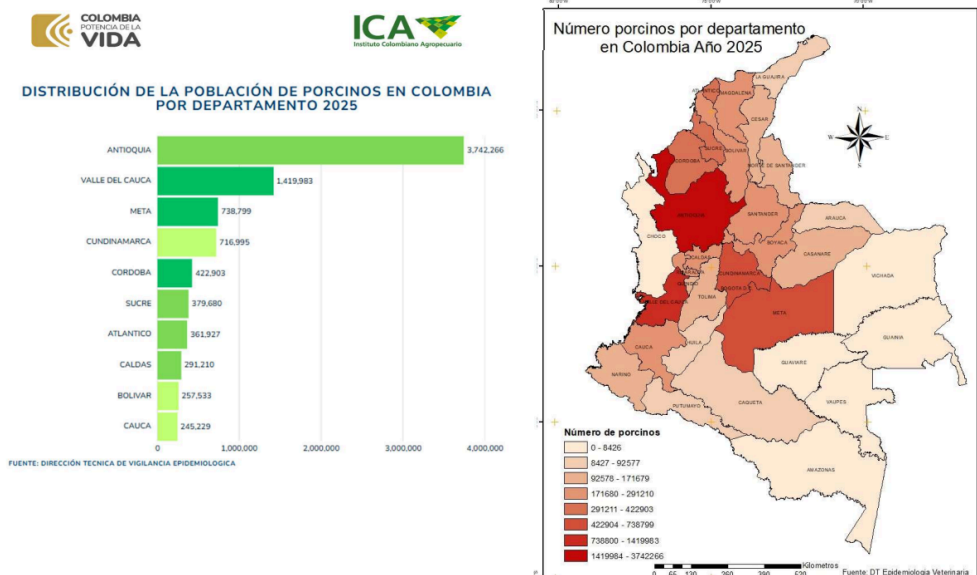 COLOMBIA
POTENCIA DE LA
VIDA
ICA
Instituto Colombiano Agropecuario
DISTRIBUCIÓN DE LA POBLACIÓN DE PORCINOS EN COLOMBIA
POR DEPARTAMENTO 2025
ANTIOQUIA 3,742,266
VALLE DEL CAUCA 1,419,983
META 738,799
CUNDINAMARCA 716,995
CORDOBA 422,903
SUCRE 379,680
ATLANTICO 361,927
CALDAS 291,210
BOLIVAR 257,533
CAUCA 245,229
0 1,000,000 2,000,000 3,000,000 4,000,000
FUENTE: DIRECCIÓN TECNICA DE VIGILANCIA EPIDEMIOLOGICA
Número porcinos por departamento
en Colombia Año 2025
N
W E
S
LA GUAJIRA
MAGDALENA
CESAR
SUCRE
BOLIVAR
NORTE DE SANTANDER
CORDOBA
ANTIOQUIA
SANTANDER
ARAUCA
CHOCO
BOYACA
CASANARE
CALDAS
CUNDINAMARCA
VICHADA
BOGOTA D.C.
TOLIMA
VALLE DEL CAUCA
META
GUAINIA
HUILA
CAUCA
GUAVIARE
NARIÑO
VAUPES
CAQUETA
PUTUMAYO
AMAZONAS
Número de porcinos
0 - 8426
8427 - 92577
92578 - 171679
171680 - 291210
291211 - 422903
422904 - 738799
738800 - 1419983
1419984 - 3742266
Kilometros
0 65 130 260 390 520
Fuente: DT Epidemiologia Veterinaria